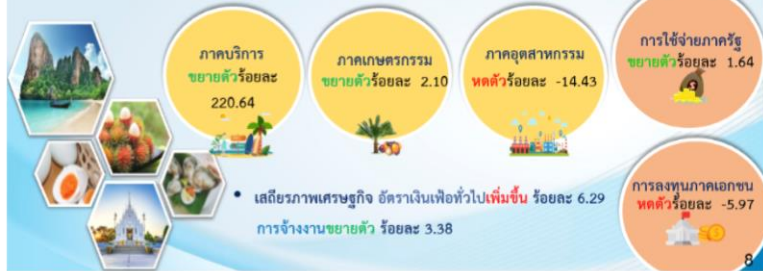 ภาคบริการ
ขยายตัวร้อยละ
220.64
ภาคเกษตรกรรม
ขยายตัวร้อยละ 2.10
ภาคอุตสาหกรรม
หดตัวร้อยละ -14.43
การใช้จ่ายภาครัฐ
ขยายตัวร้อยละ 1.64
• เสถียรภาพเศรษฐกิจ อัตราเงินเฟ้อทั่วไปเพิ่มขึ้น ร้อยละ 6.29
การจ้างงานขยายตัว ร้อยละ 3.38
การลงทุนภาคเอกชน
หดตัวร้อยละ -5.97
8